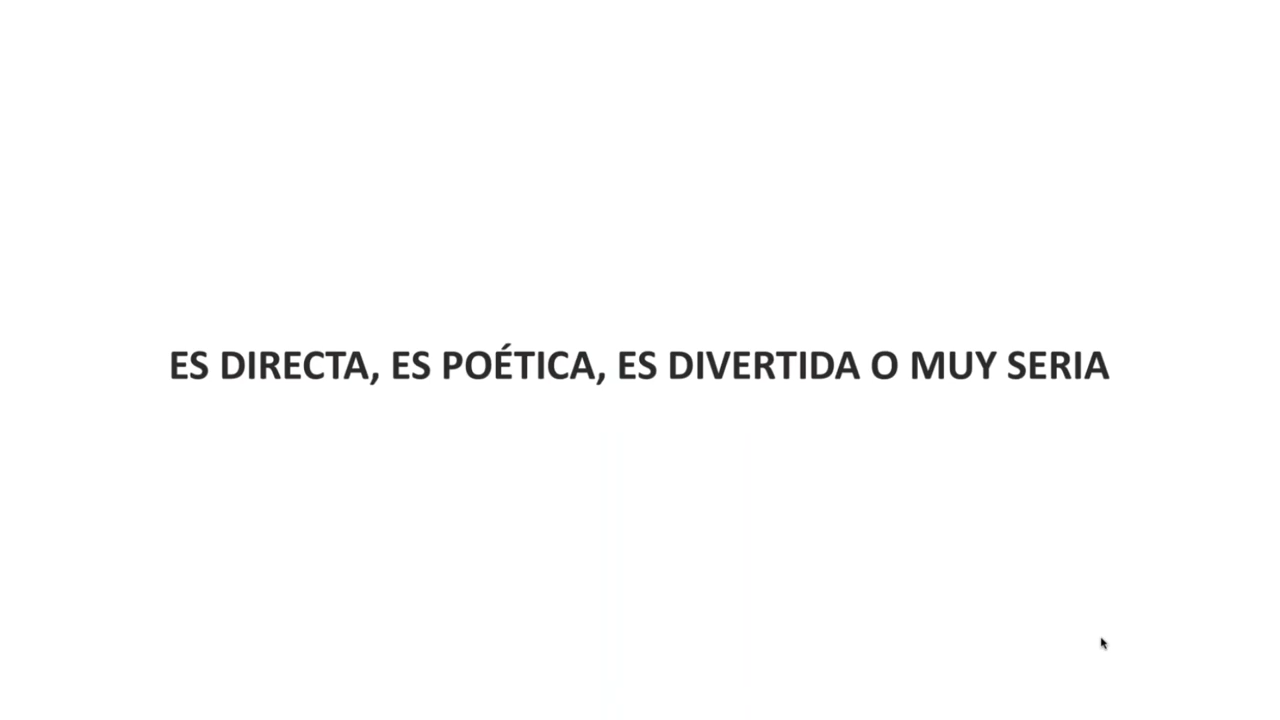 ES DIRECTA, ES POÉTICA, ES DIVERTIDA O MUY SERIA